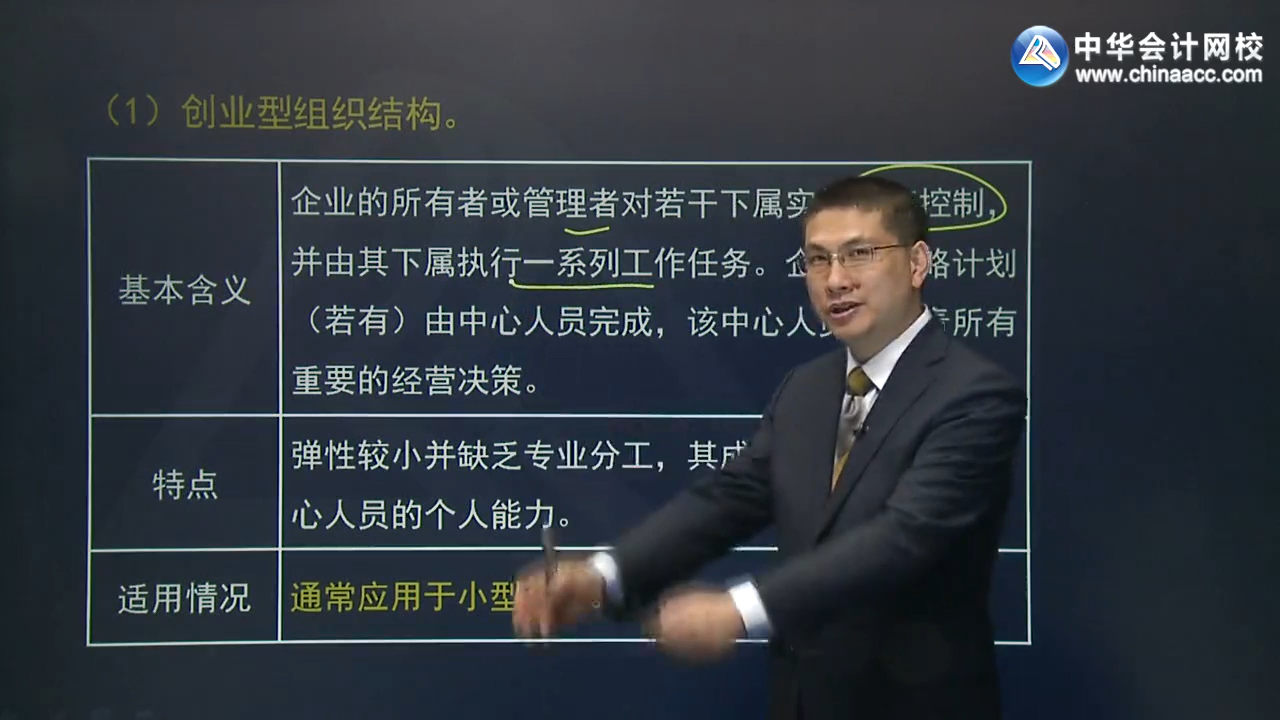 中华会计网校
www.chinaacc.com
（1）创业型组织结构。
基本含义
企业的所有者或管理者对若干下属实 控制，
并由其下属执行一系列工作任务。企 略计划
（若有）由中心人员完成，该中心人 所有
重要的经营决策。
特点
弹性较小并缺乏专业分工，其成
心人员的个人能力。
适用情况
通常应用于小型